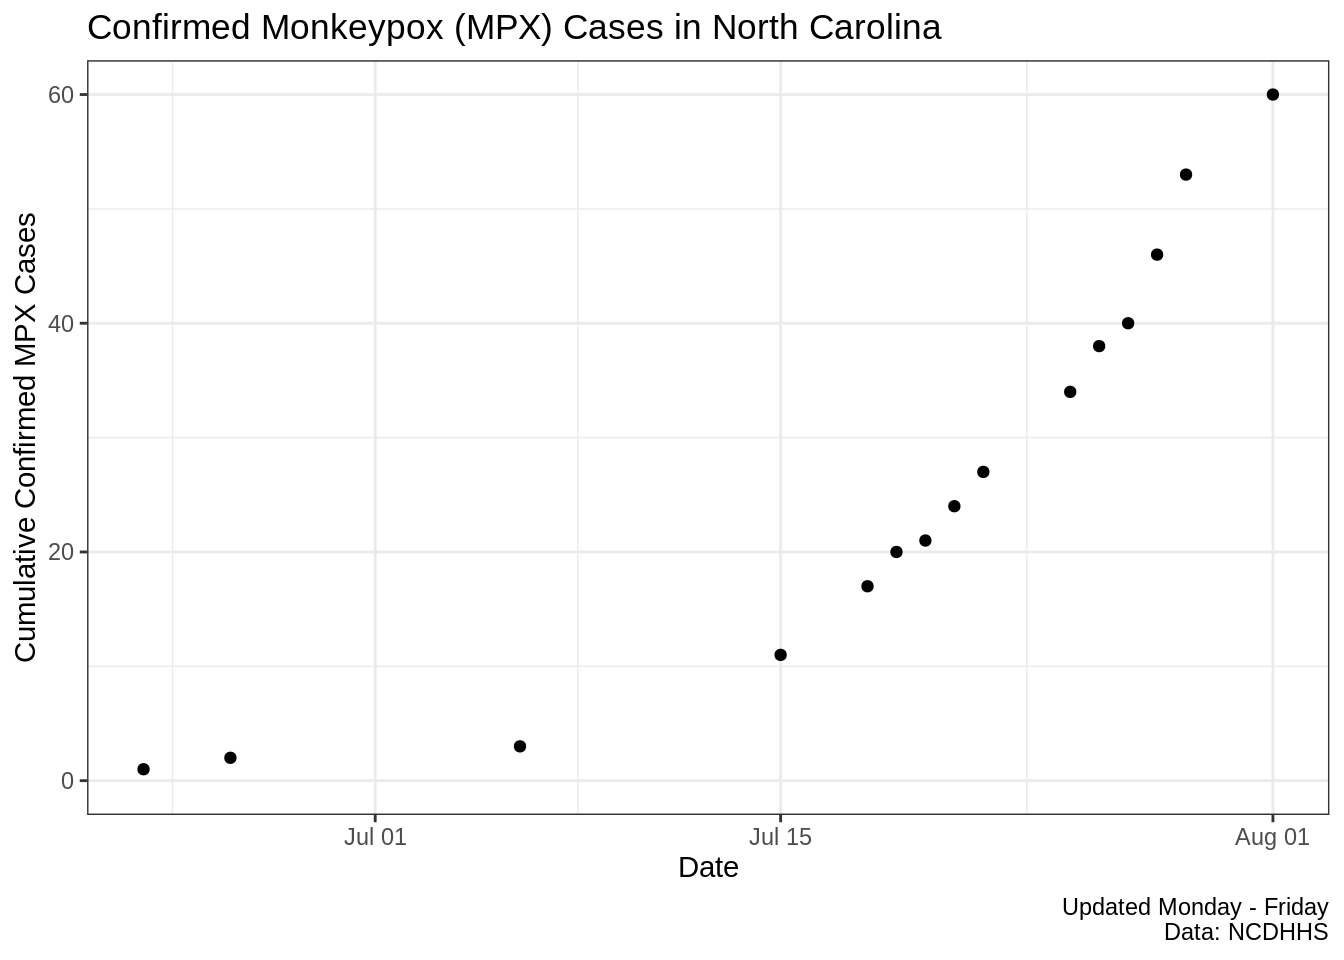 Confirmed Monkeypox (MPX) Cases in North Carolina
Cumulative Confirmed MPX Cases
60
40
20
0
Jul 01
Jul 15
Aug 01
Date
Updated Monday - Friday
Data: NCDHHS